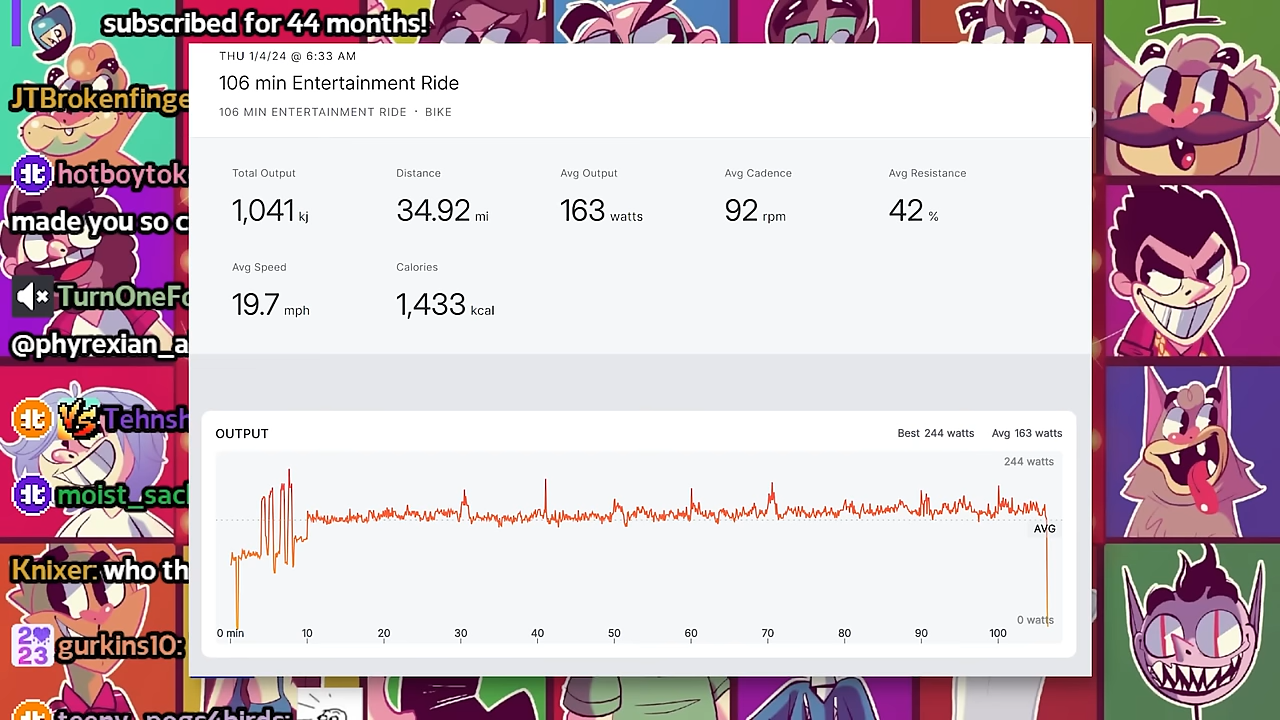 subscribed for 44 months!
JTBrokenfinge
hotboytok
made you so c
TurnOneFo
@phyrexian_a
Tehnsh
moist_sac
Knixer: who th
gurkins10:
teeny_pogs4birds:
THU 1/4/24 @ 6:33 AM
106 min Entertainment Ride
106 MIN ENTERTAINMENT RIDE · BIKE
Total Output
1,041 kj
Distance
34.92 mi
Avg Output
163 watts
Avg Cadence
92 rpm
Avg Resistance
42 %
Avg Speed
19.7 mph
Calories
1,433 kcal
OUTPUT
Best 244 watts Avg 163 watts
244 watts
AVG
0 watts
0 min 10 20 30 40 50 60 70 80 90 100